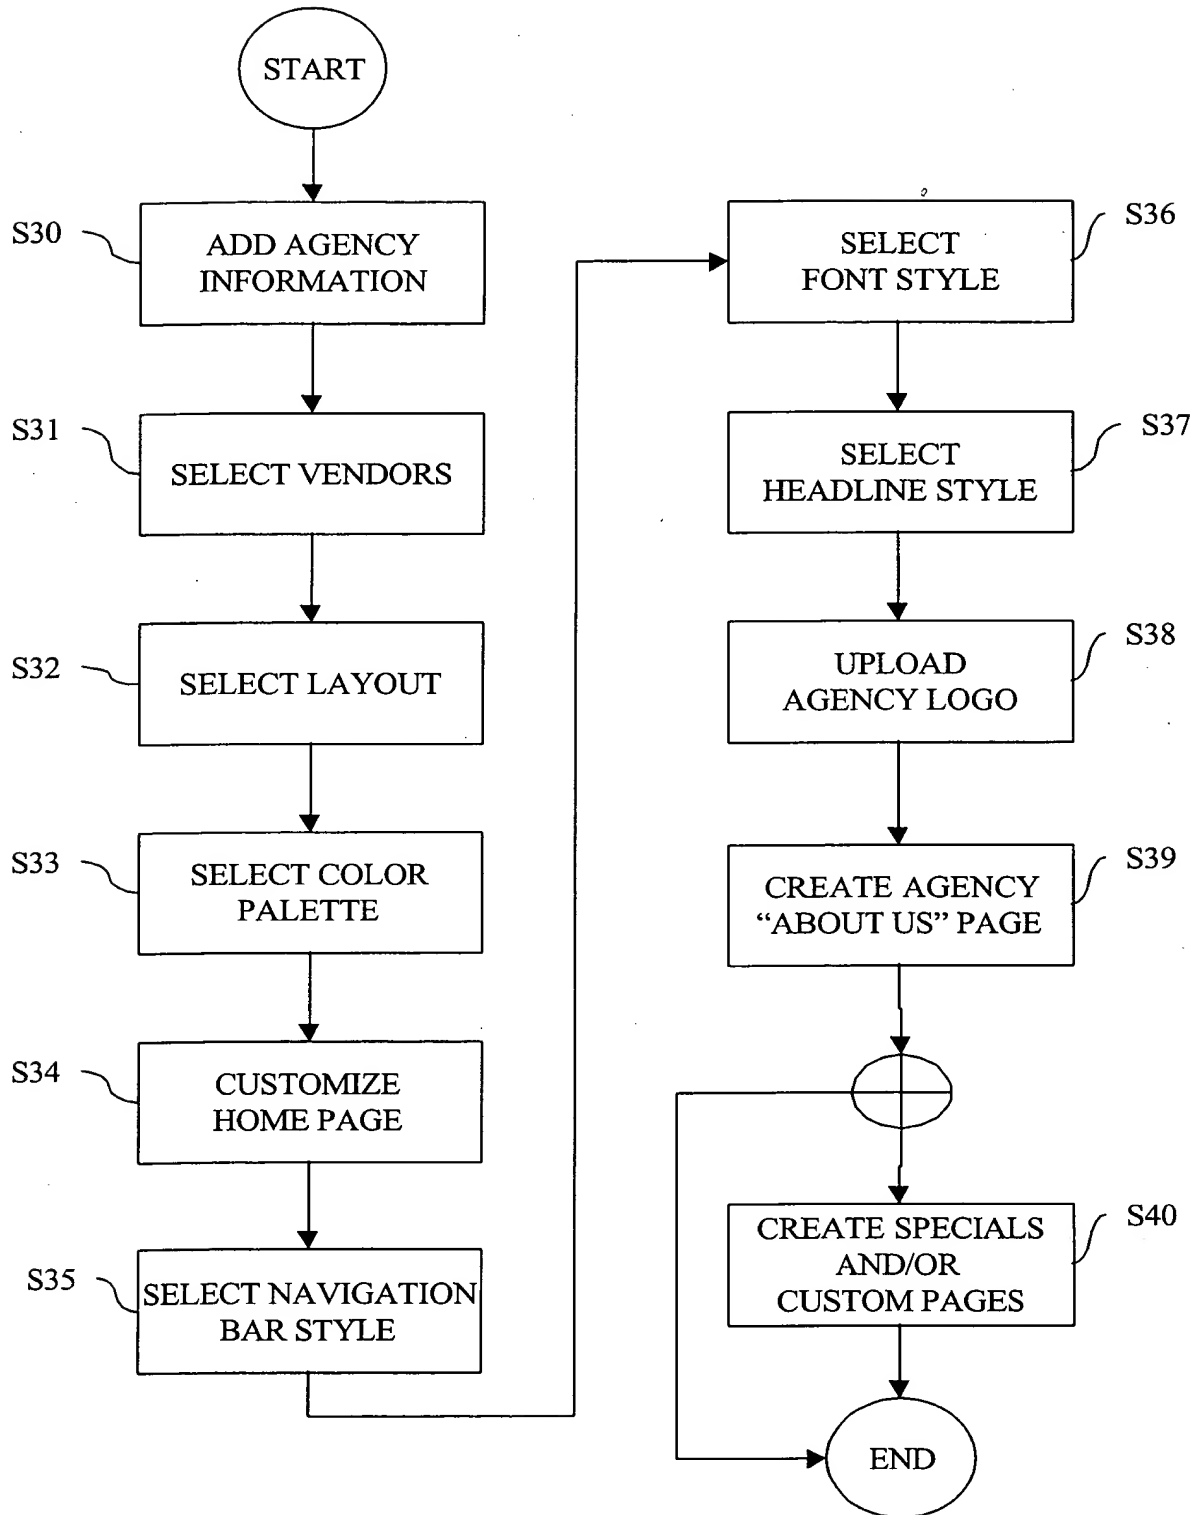 START
S30
ADD AGENCY
INFORMATION
S31
SELECT VENDORS
S32
SELECT LAYOUT
S33
SELECT COLOR
PALETTE
S34
CUSTOMIZE
HOME PAGE
S35
SELECT NAVIGATION
BAR STYLE
S36
SELECT
FONT STYLE
S37
SELECT
HEADLINE STYLE
S38
UPLOAD
AGENCY LOGO
S39
CREATE AGENCY
“ABOUT US” PAGE
S40
CREATE SPECIALS
AND/OR
CUSTOM PAGES
END